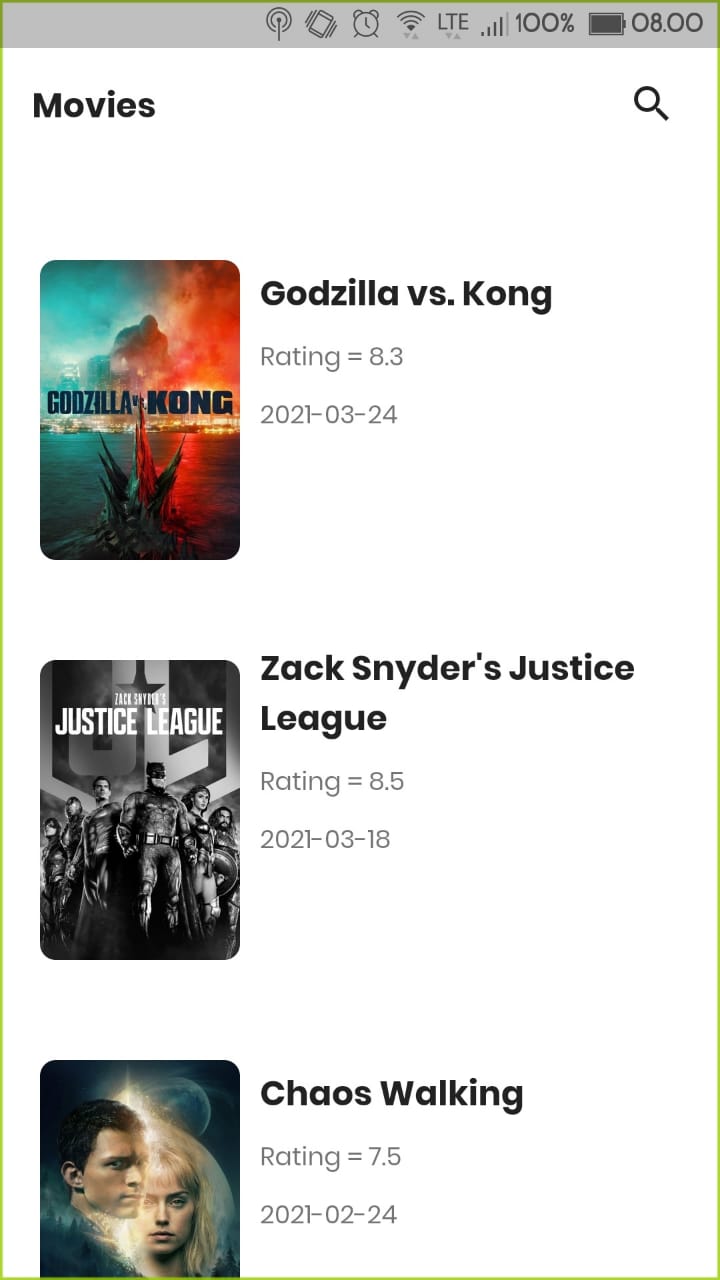 LTE 100% 08.00
Movies
Godzilla vs. Kong
Rating = 8.3
2021-03-24
GODZILLA vs. KONG
Zack Snyder's Justice
League
Rating = 8.5
2021-03-18
ZACK SNYDER'S
JUSTICE LEAGUE
Chaos Walking
Rating = 7.5
2021-02-24